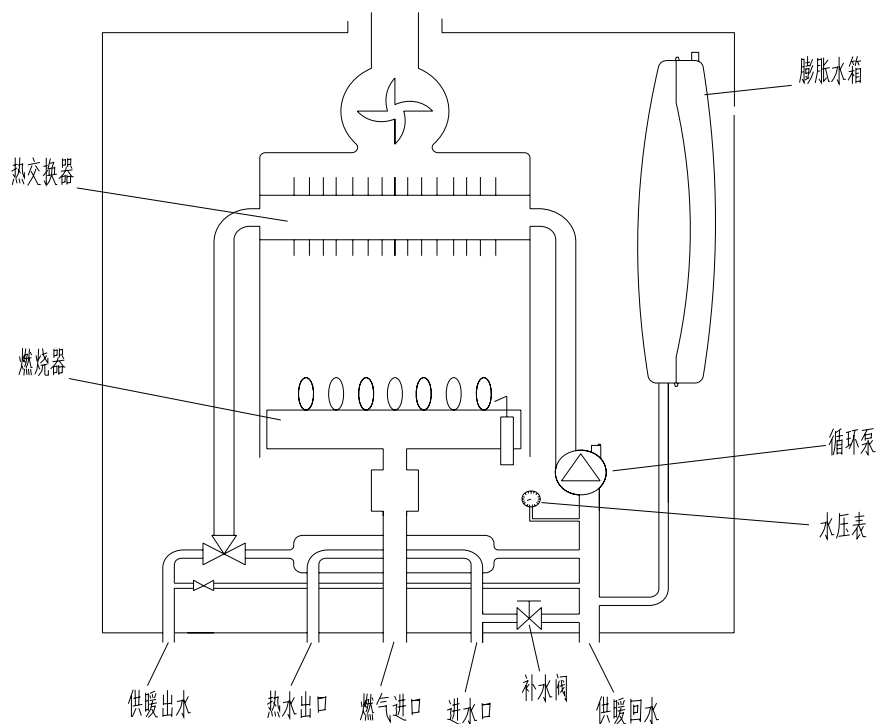 膨胀水箱
热交换器
燃烧器
循环泵
水压表
供暖出水
热水出口
燃气进口
进水口
补水阀
供暖回水